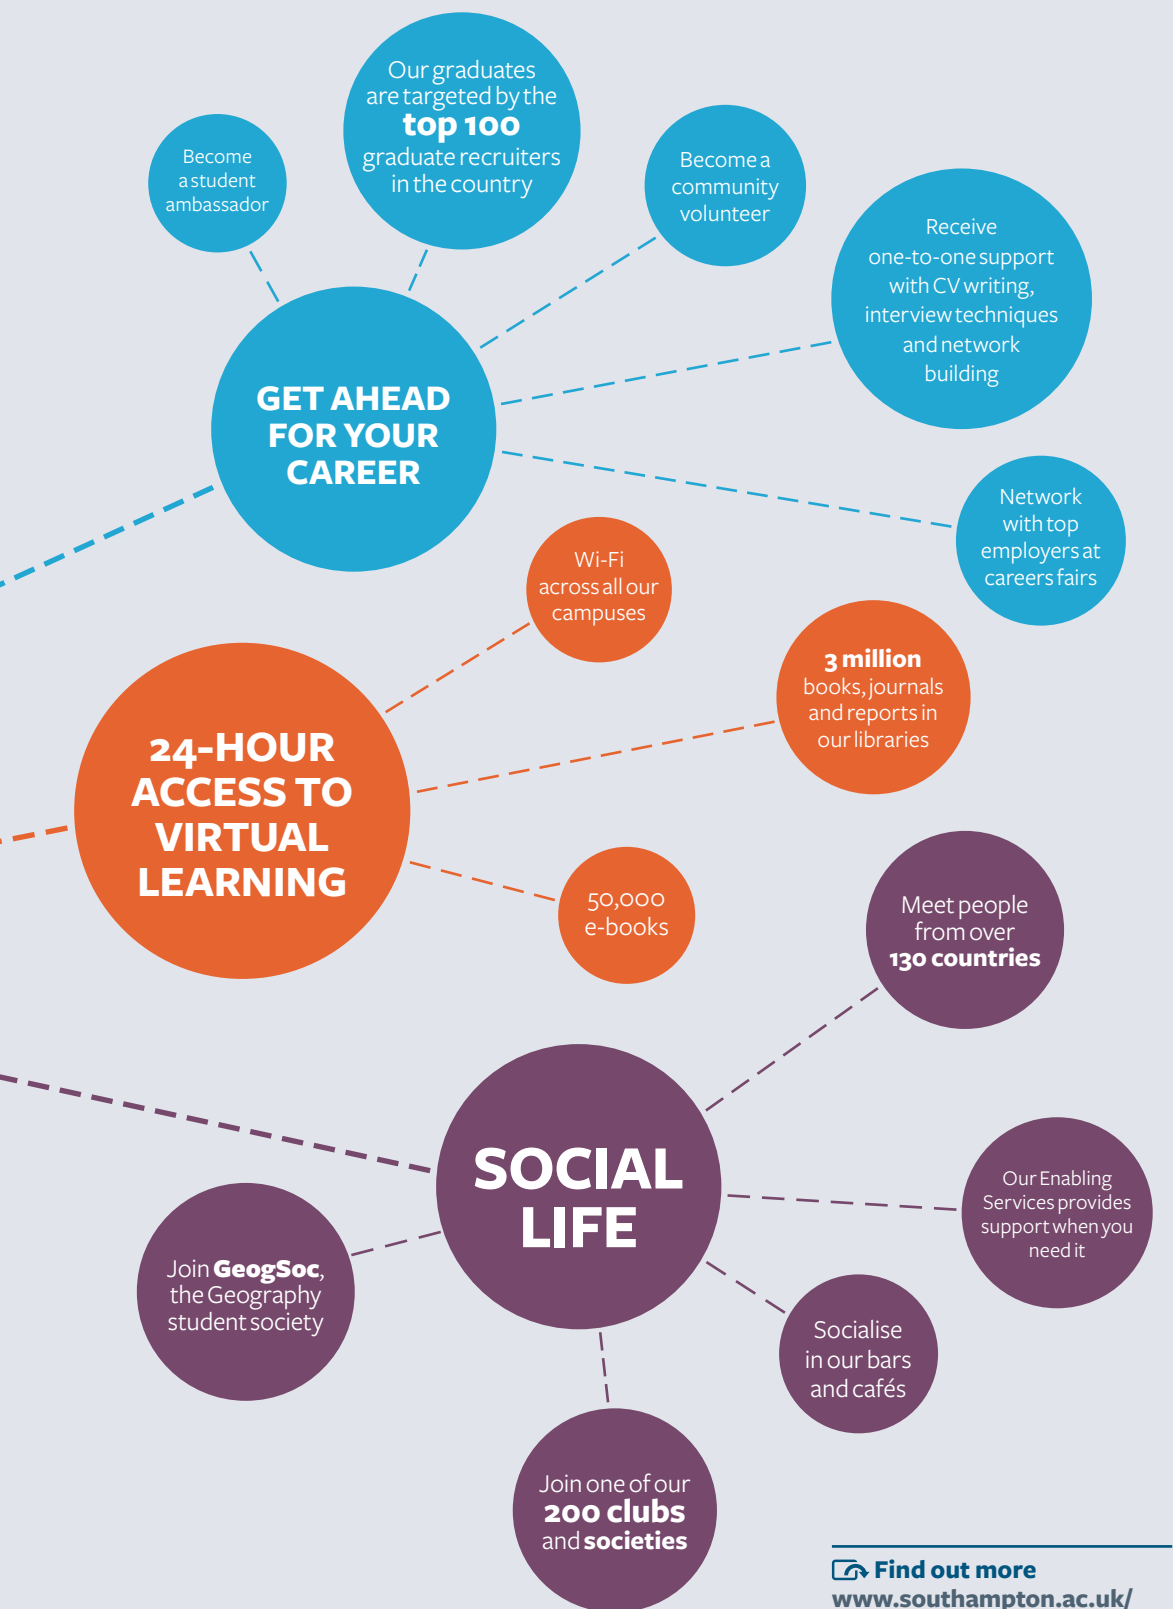 Our graduates
are targeted by the
top 100
graduate recruiters
in the country
Become
a student
ambassador
Become a
community
volunteer
Receive
one-to-one support
with CV writing,
interview techniques
and network
building
GET AHEAD
FOR YOUR
CAREER
Network
with top
employers at
careers fairs
Wi-Fi
across all our
campuses
3 million
books, journals
and reports in
our libraries
24-HOUR
ACCESS TO
VIRTUAL
LEARNING
50,000
e-books
Meet people
from over
130 countries
SOCIAL
LIFE
Our Enabling
Services provides
support when you
need it
Join GeogSoc,
the Geography
student society
Socialise
in our bars
and cafés
Join one of our
200 clubs
and societies
Find out more
www.southampton.ac.uk/